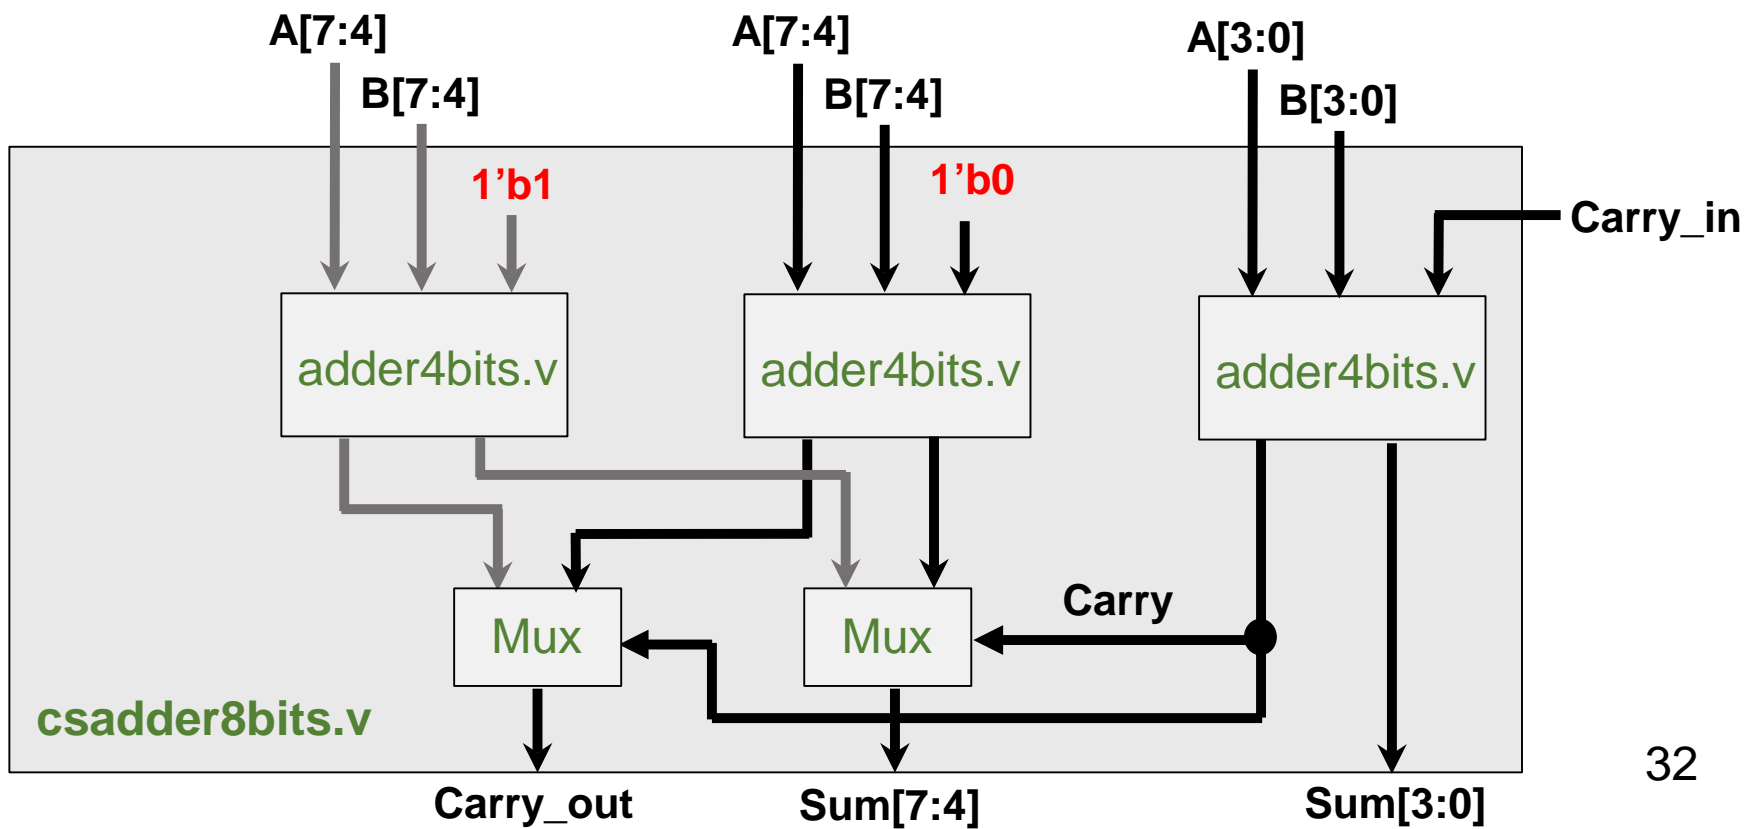 A[7:4]
A[7:4]
A[3:0]
B[7:4]
B[7:4]
B[3:0]
1’b1
1’b0
Carry_in
adder4bits.v
adder4bits.v
adder4bits.v
Carry
Mux
Mux
csadder8bits.v
32
Carry_out
Sum[7:4]
Sum[3:0]